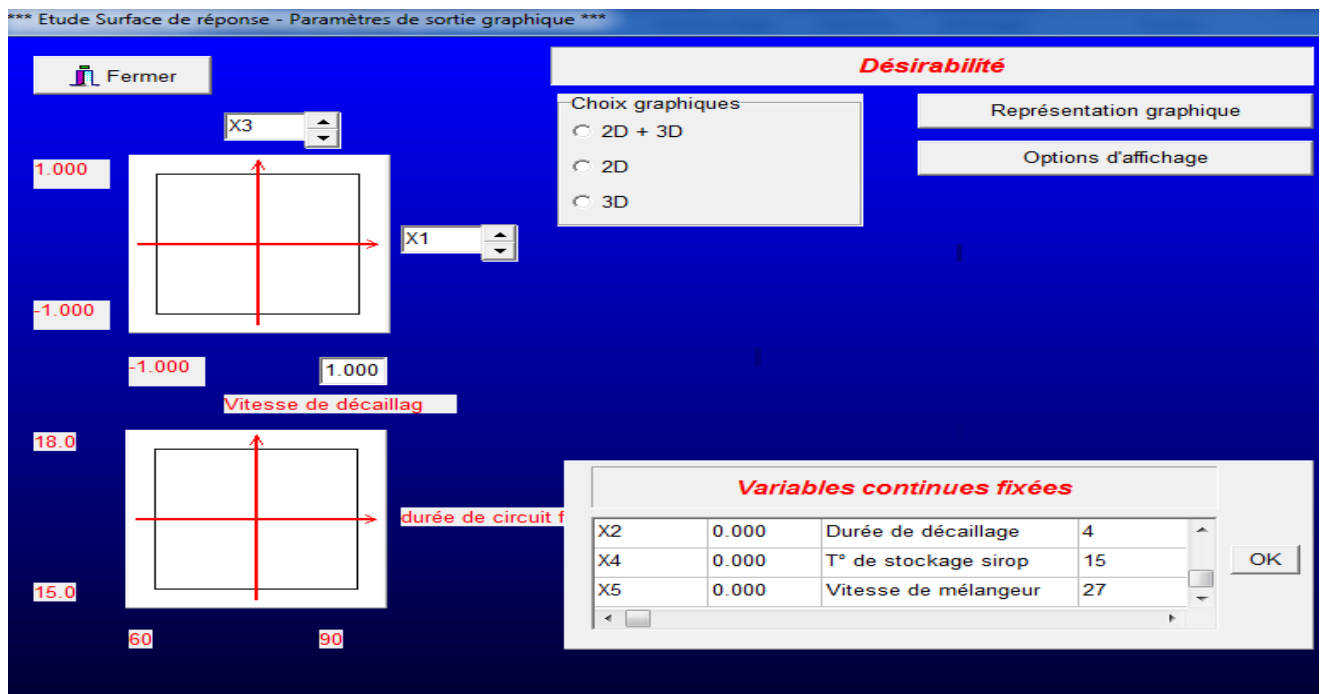 *** Etude Surface de réponse - Paramètres de sortie graphique ***
Fermer
Désirabilité
Choix graphiques
2D + 3D
2D
3D
Représentation graphique
Options d'affichage
X3
1.000
X1
-1.000
-1.000
1.000
Vitesse de décaillag
18.0
durée de circuit f
15.0
60
90
Variables continues fixées
X2 0.000 Durée de décaillage 4
X4 0.000 T° de stockage sirop 15
X5 0.000 Vitesse de mélangeur 27
OK